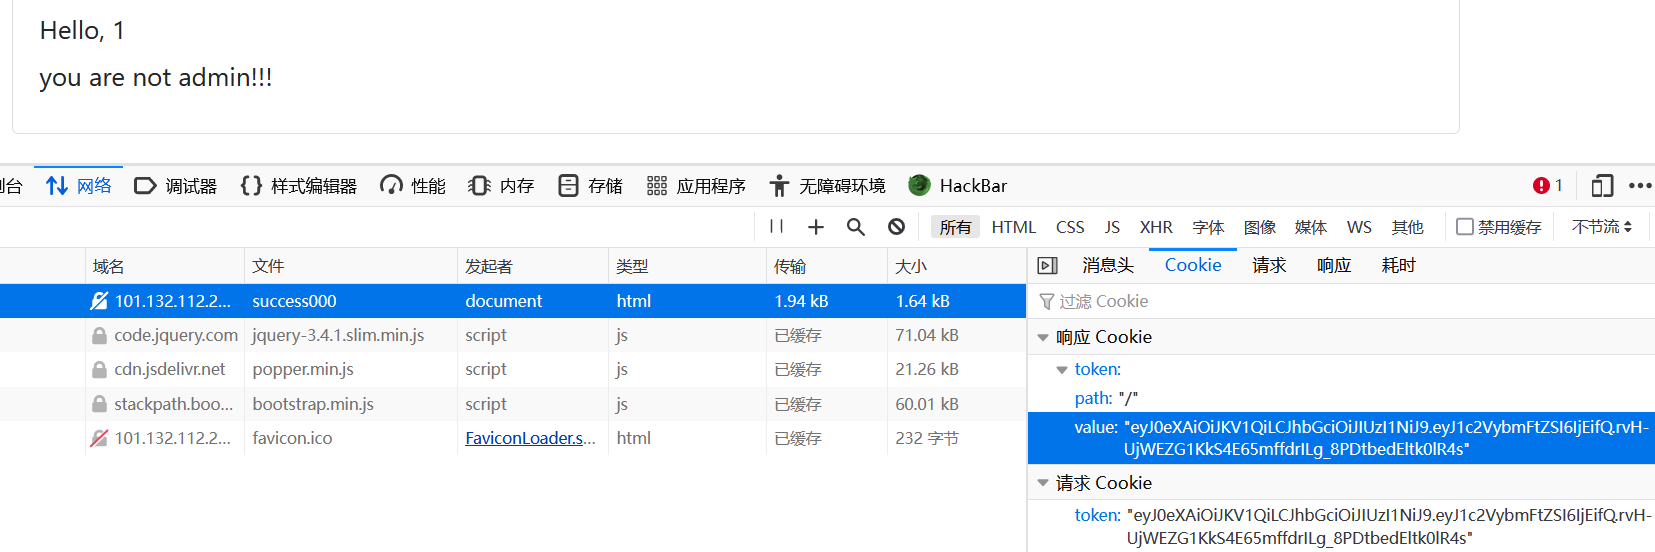 Hello, 1
you are not admin!!!
制台 网络 调试器 样式编辑器 性能 内存 存储 应用程序 无障碍环境 HackBar 1
所有 HTML CSS JS XHR 字体 图像 媒体 WS 其他 禁用缓存 不节流
域名 文件 发起者 类型 传输 大小 消息头 Cookie 请求 响应 耗时
101.132.112.2... success000 document html 1.94 kB 1.64 kB
过滤 Cookie
code.jquery.com jquery-3.4.1.slim.min.js script js 已缓存 71.04 kB
响应 Cookie
cdn.jsdelivr.net popper.min.js script js 已缓存 21.26 kB
token:
stackpath.boo... bootstrap.min.js script js 已缓存 60.01 kB
path: "/"
101.132.112.2... favicon.ico FaviconLoader.s... html 已缓存 232 字节
value: "eyJ0eXAiOiJKV1QiLCJhbGciOiJIUzI1NiJ9.eyJ1c2VybmFtZSI6IjEifQ.rvH-
UjWEZG1KkS4E65mffdrILg_8PDtbedEltk0lR4s"
请求 Cookie
token: "eyJ0eXAiOiJKV1QiLCJhbGciOiJIUzI1NiJ9.eyJ1c2VybmFtZSI6IjEifQ.rvH-
UjWEZG1KkS4E65mffdrILg_8PDtbedEltk0lR4s"